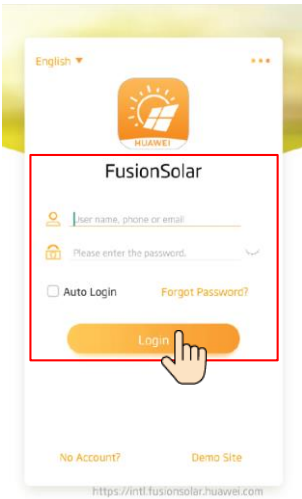 English ▼
HUAWEI
FusionSolar
User name, phone or email
Please enter the password.
Auto Login Forgot Password?
Login
No Account? Demo Site
https://intl.fusionsolar.huawei.com